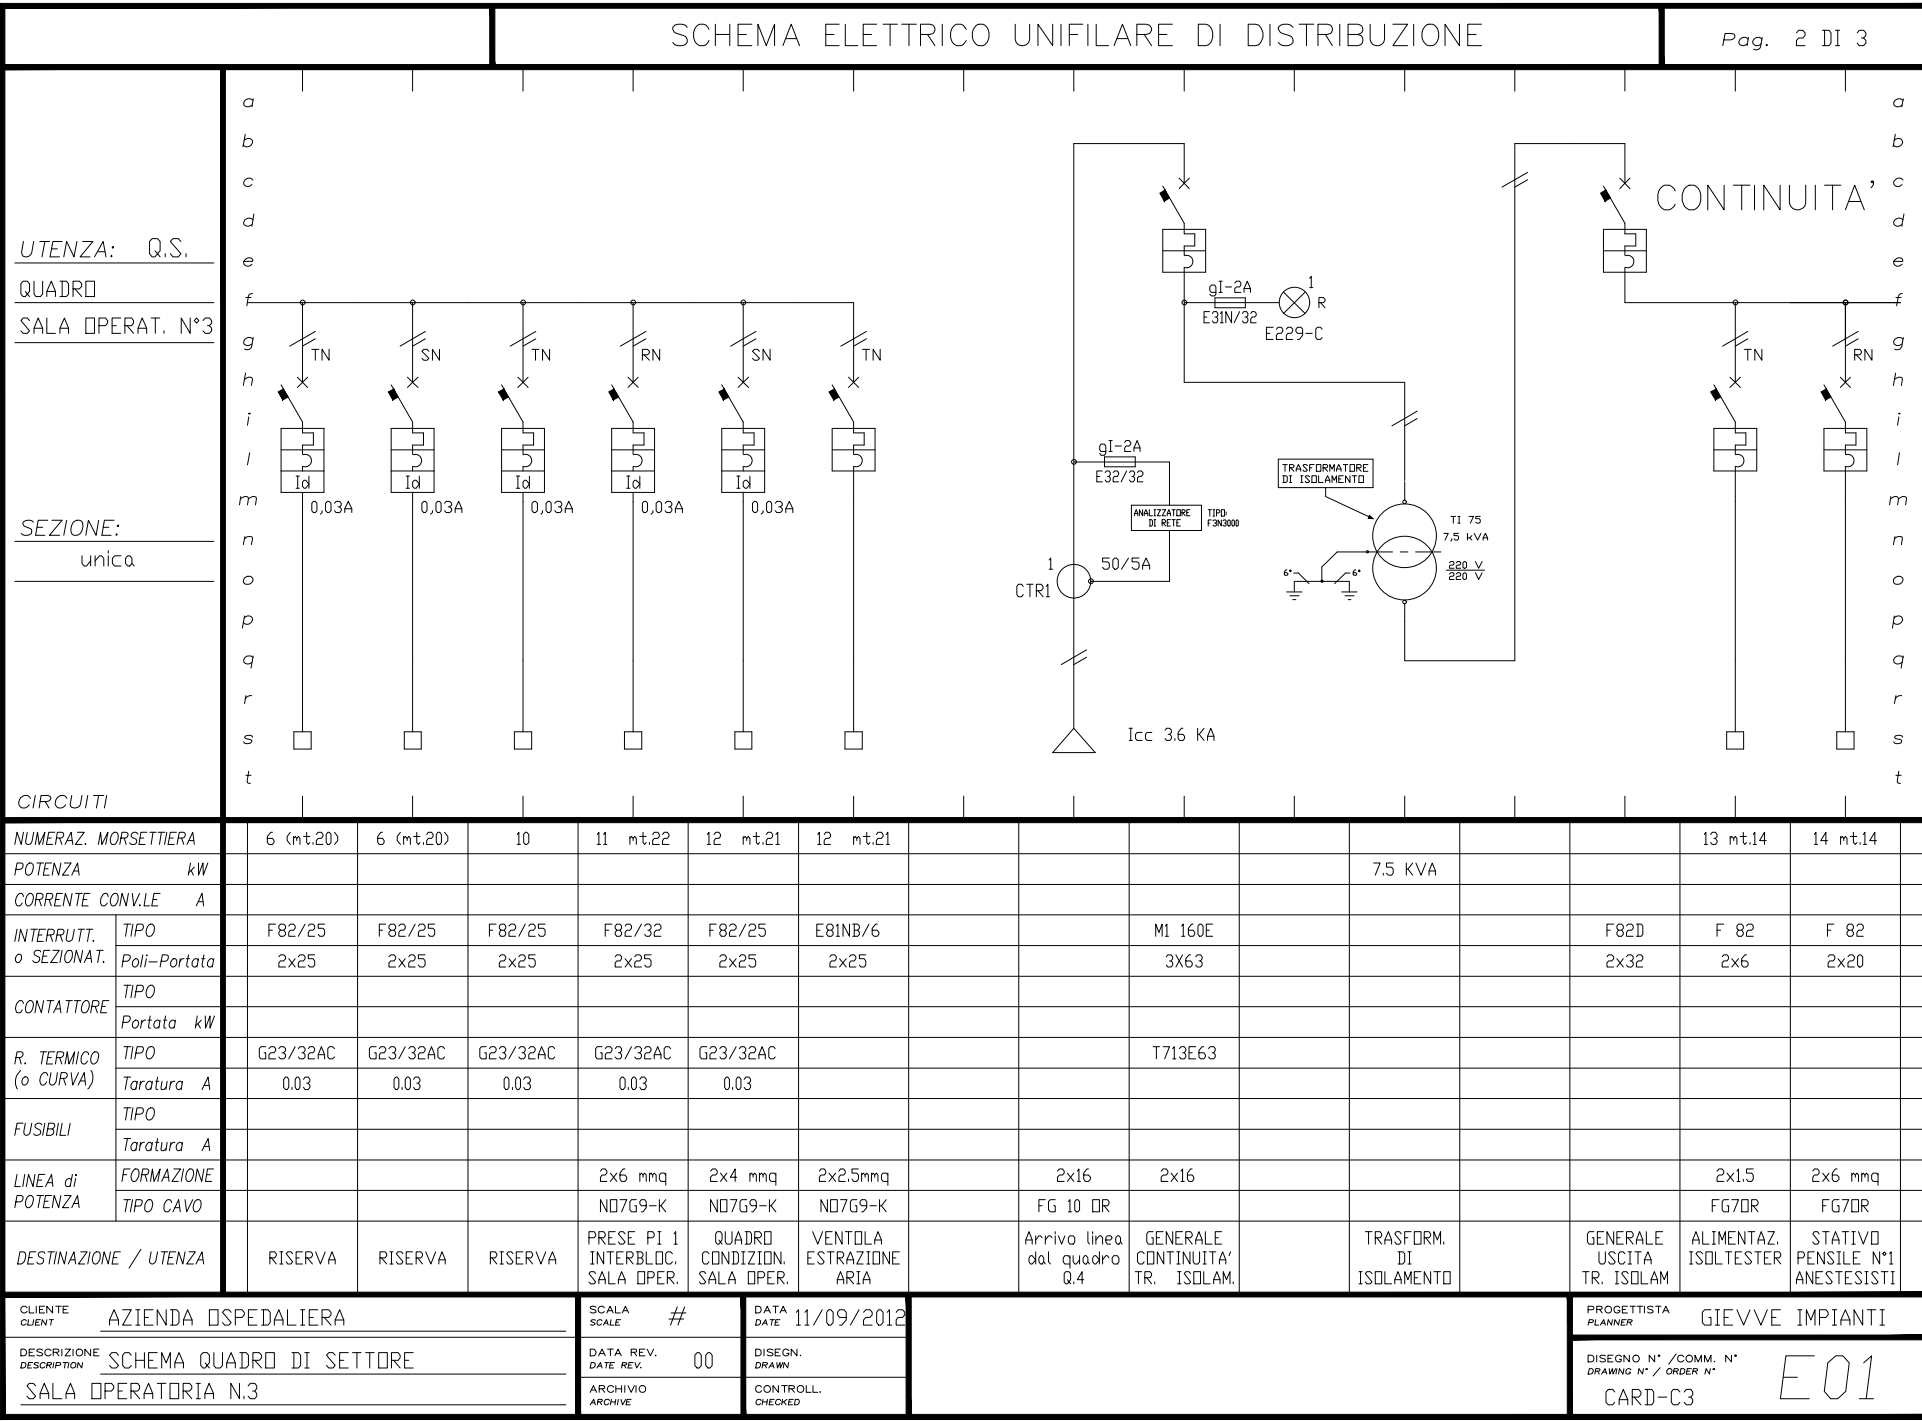 SCHEMA ELETTRICO UNIFILARE DI DISTRIBUZIONE
Pag. 2 DI 3
UTENZA: Q.S.
QUADRO
SALA OPERAT. N°3
SEZIONE:
unica
CIRCUITI
a a
b b
c c
d d
e e
f f
g g
h h
i i
l l
m m
n n
o o
p p
q q
r r
s s
t t
CONTINUITA'
gI-2A
E31N/32
1
R
E229-C
TN SN TN RN SN TN TN RN
Id Id Id Id Id
0,03A 0,03A 0,03A 0,03A 0,03A
gI-2A
E32/32
ANALIZZATORE
DI RETE
TIPO:
F3N3000
1
CTR1
50/5A
Icc 3.6 KA
TRASFORMATORE
DI ISOLAMENTO
TI 75
7,5 kVA
220 V
220 V
6° 6°
NUMERAZ. MORSETTIERA 6 (mt.20) 6 (mt.20) 10 11 mt.22 12 mt.21 12 mt.21 13 mt.14 14 mt.14
POTENZA kW 7.5 KVA
CORRENTE CONV.LE A
INTERRUTT.
o SEZIONAT.
TIPO F82/25 F82/25 F82/25 F82/32 F82/25 E81NB/6 M1 160E F82D F 82 F 82
Poli-Portata 2x25 2x25 2x25 2x25 2x25 2x25 3X63 2x32 2x6 2x20
CONTATTORE
TIPO
Portata kW
R. TERMICO
(o CURVA)
TIPO G23/32AC G23/32AC G23/32AC G23/32AC G23/32AC T713E63
Taratura A 0.03 0.03 0.03 0.03 0.03
FUSIBILI
TIPO
Taratura A
LINEA di
POTENZA
FORMAZIONE 2x6 mmq 2x4 mmq 2x2.5mmq 2x16 2x16 2x1.5 2x6 mmq
TIPO CAVO NO7G9-K NO7G9-K NO7G9-K FG 10 OR FG7OR FG7OR
DESTINAZIONE / UTENZA
RISERVA
RISERVA
RISERVA
PRESE PI 1
INTERBLOC.
SALA OPER.
QUADRO
CONDIZION.
SALA OPER.
VENTOLA
ESTRAZIONE
ARIA
Arrivo linea
dal quadro
Q.4
GENERALE
CONTINUITA'
TR. ISOLAM.
TRASFORM.
DI
ISOLAMENTO
GENERALE
USCITA
TR. ISOLAM
ALIMENTAZ.
ISOLTESTER
STATIVO
PENSILE N°1
ANESTESISTI
CLIENTE
CLIENT
AZIENDA OSPEDALIERA
DESCRIZIONE
DESCRIPTION
SCHEMA QUADRO DI SETTORE
SALA OPERATORIA N.3
SCALA
SCALE
#
DATA REV.
DATE REV.
00
ARCHIVIO
ARCHIVE
DATA
DATE
11/09/2012
DISEGN.
DRAWN
CONTROLL.
CHECKED
PROGETTISTA
PLANNER
GIEVVE IMPIANTI
DISEGNO N° /COMM. N°
DRAWING N° / ORDER N°
CARD-C3
E01